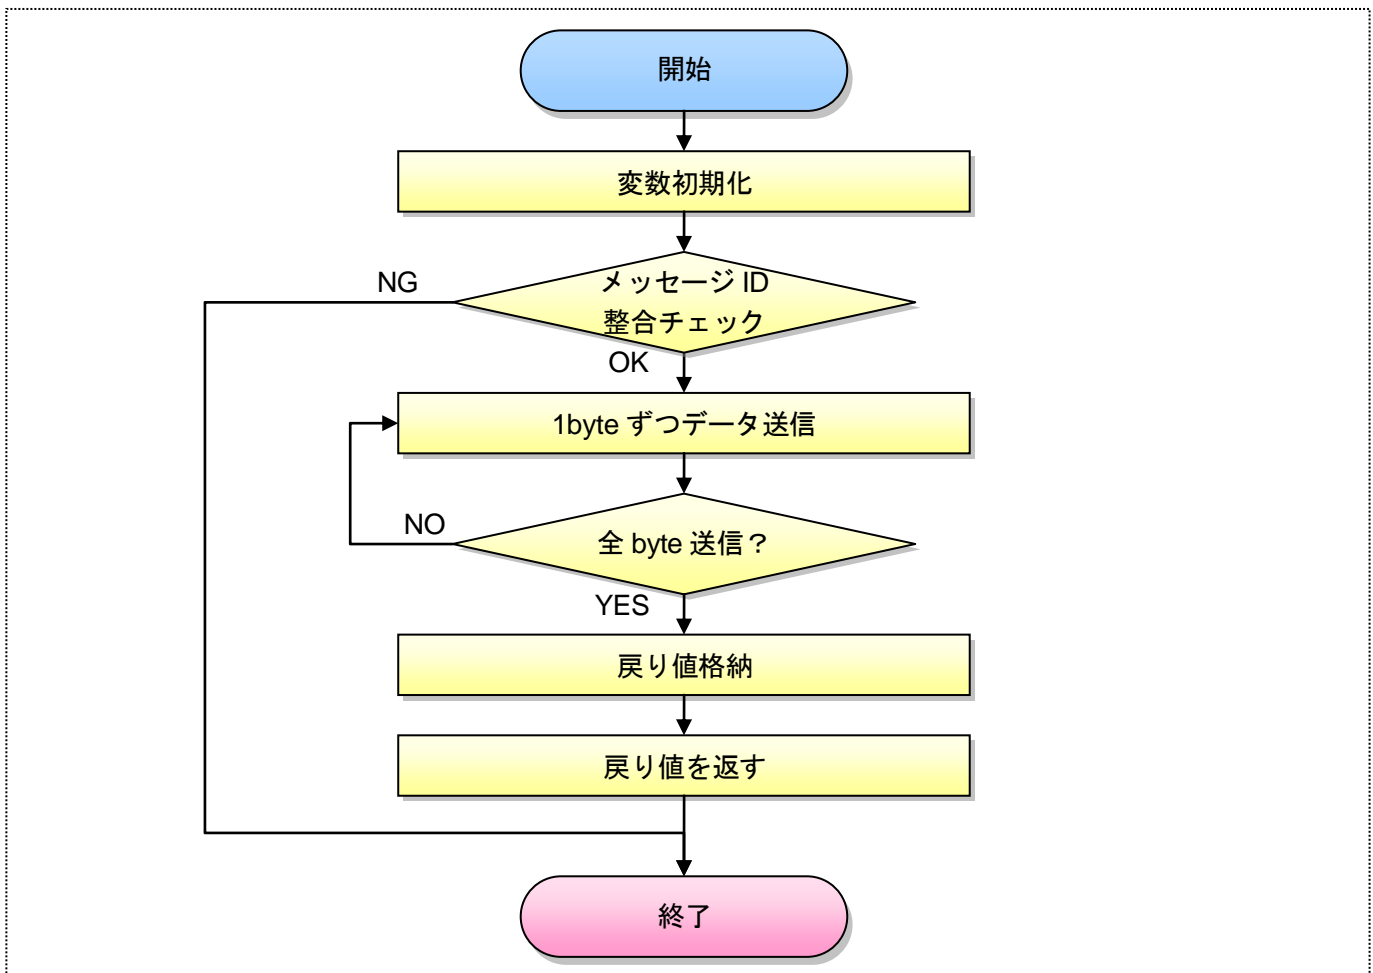 開始
変数初期化
NG
メッセージ ID
整合チェック
OK
1byte ずつデータ送信
NO
全 byte 送信？
YES
戻り値格納
戻り値を返す
終了